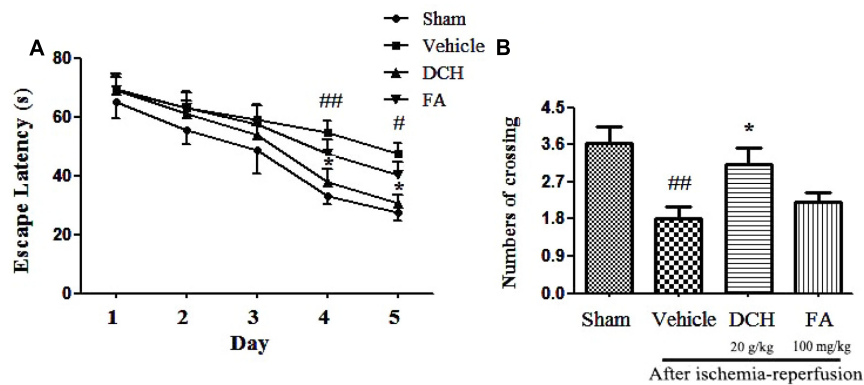 A
Sham
Vehicle
DCH
FA
Escape Latency (s)
80
60
40
20
0
##
#
*
*
1 2 3 4 5
Day
B
Numbers of crossing
4.5
3.6
2.7
1.8
0.9
0.0
##
*
Sham Vehicle DCH FA
20 g/kg 100 mg/kg
After ischemia-reperfusion